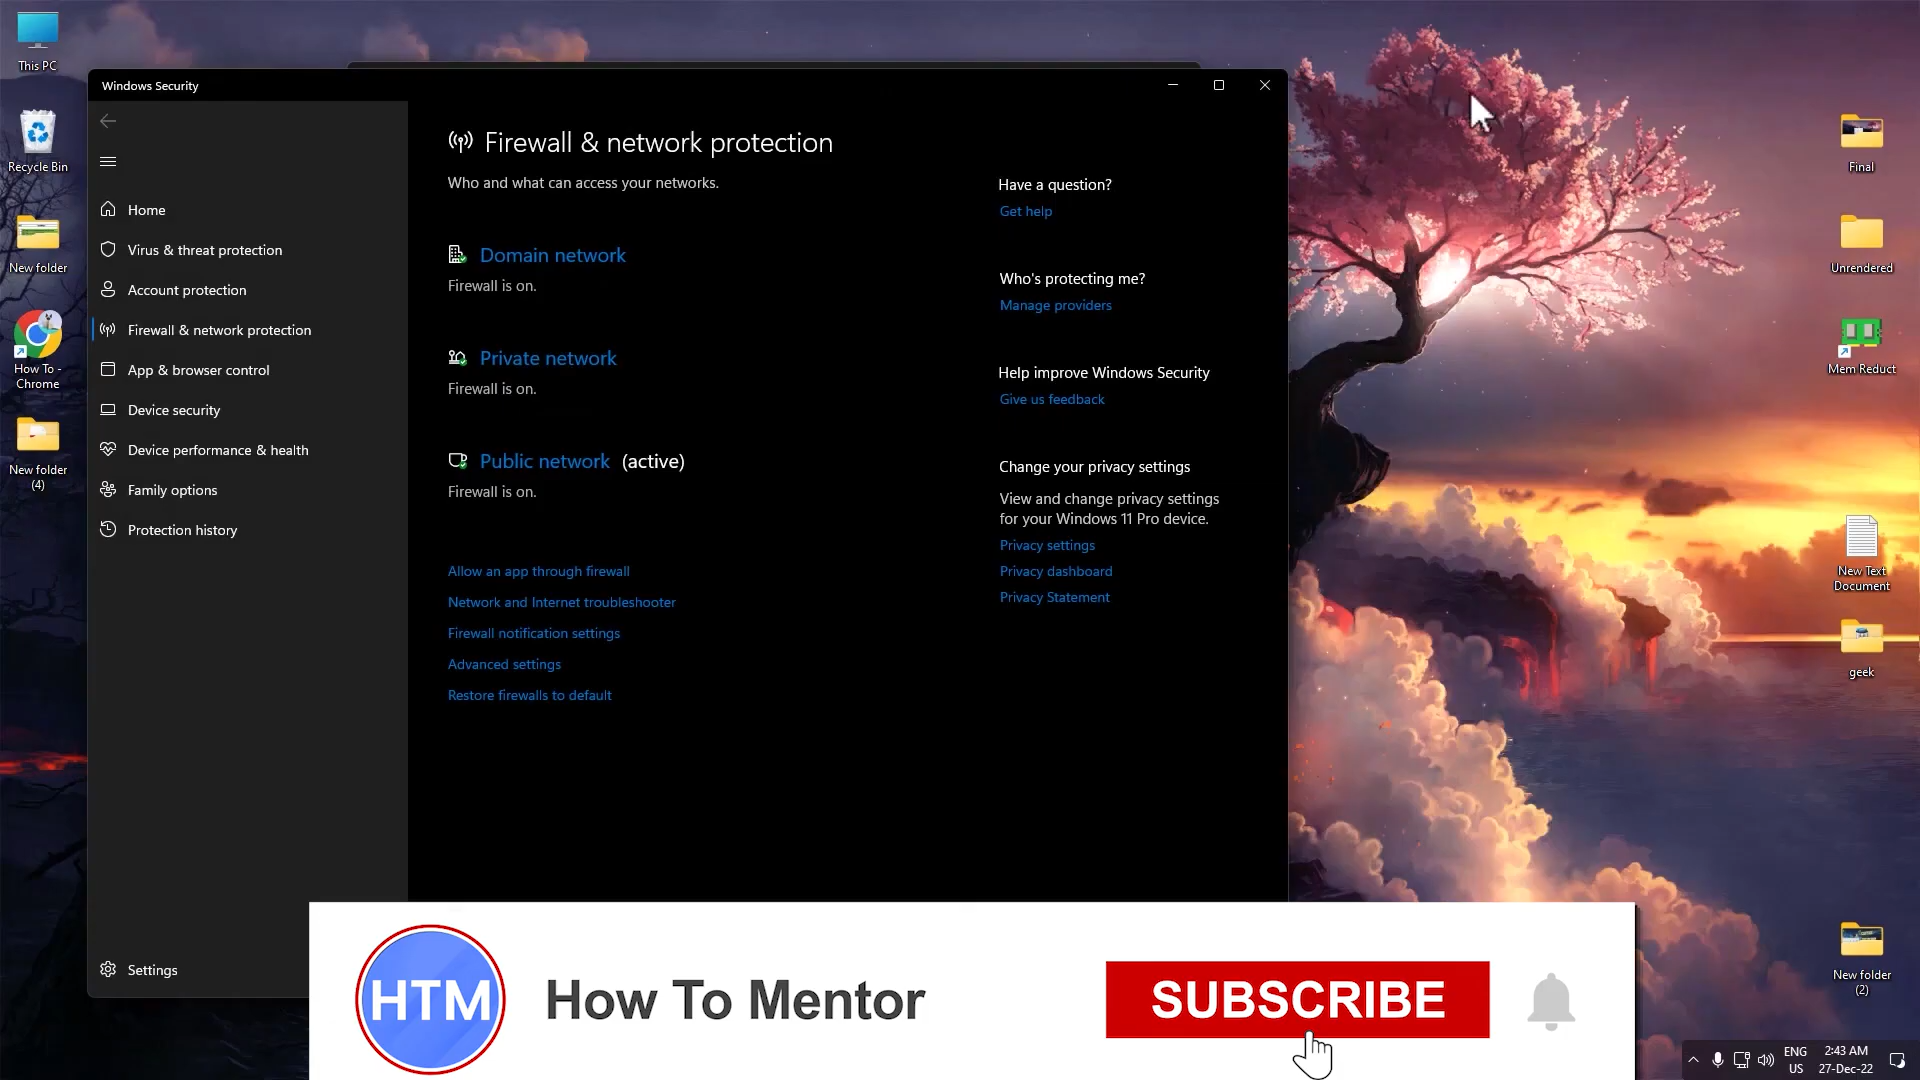 This PC
Recycle Bin
New folder
How To -
Chrome
New folder
(4)
Windows Security
Home
Virus & threat protection
Account protection
Firewall & network protection
App & browser control
Device security
Device performance & health
Family options
Protection history
Settings
Firewall & network protection
Who and what can access your networks.
Domain network
Firewall is on.
Private network
Firewall is on.
Public network (active)
Firewall is on.
Allow an app through firewall
Network and Internet troubleshooter
Firewall notification settings
Advanced settings
Restore firewalls to default
Have a question?
Get help
Who's protecting me?
Manage providers
Help improve Windows Security
Give us feedback
Change your privacy settings
View and change privacy settings
for your Windows 11 Pro device.
Privacy settings
Privacy dashboard
Privacy Statement
Final
Unrendered
Mem Reduct
New Text
Document
geek
New folder
(2)
HTM
How To Mentor
SUBSCRIBE
ENG
US
2:43 AM
27-Dec-22